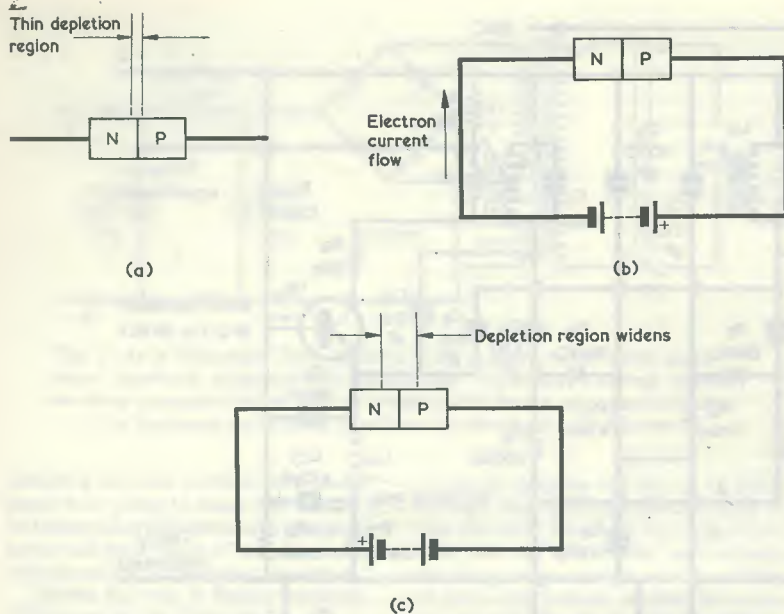 Thin depletion
region
N P
(a)
N P
Electron
current
flow
+
(b)
Depletion region widens
N P
+
(c)